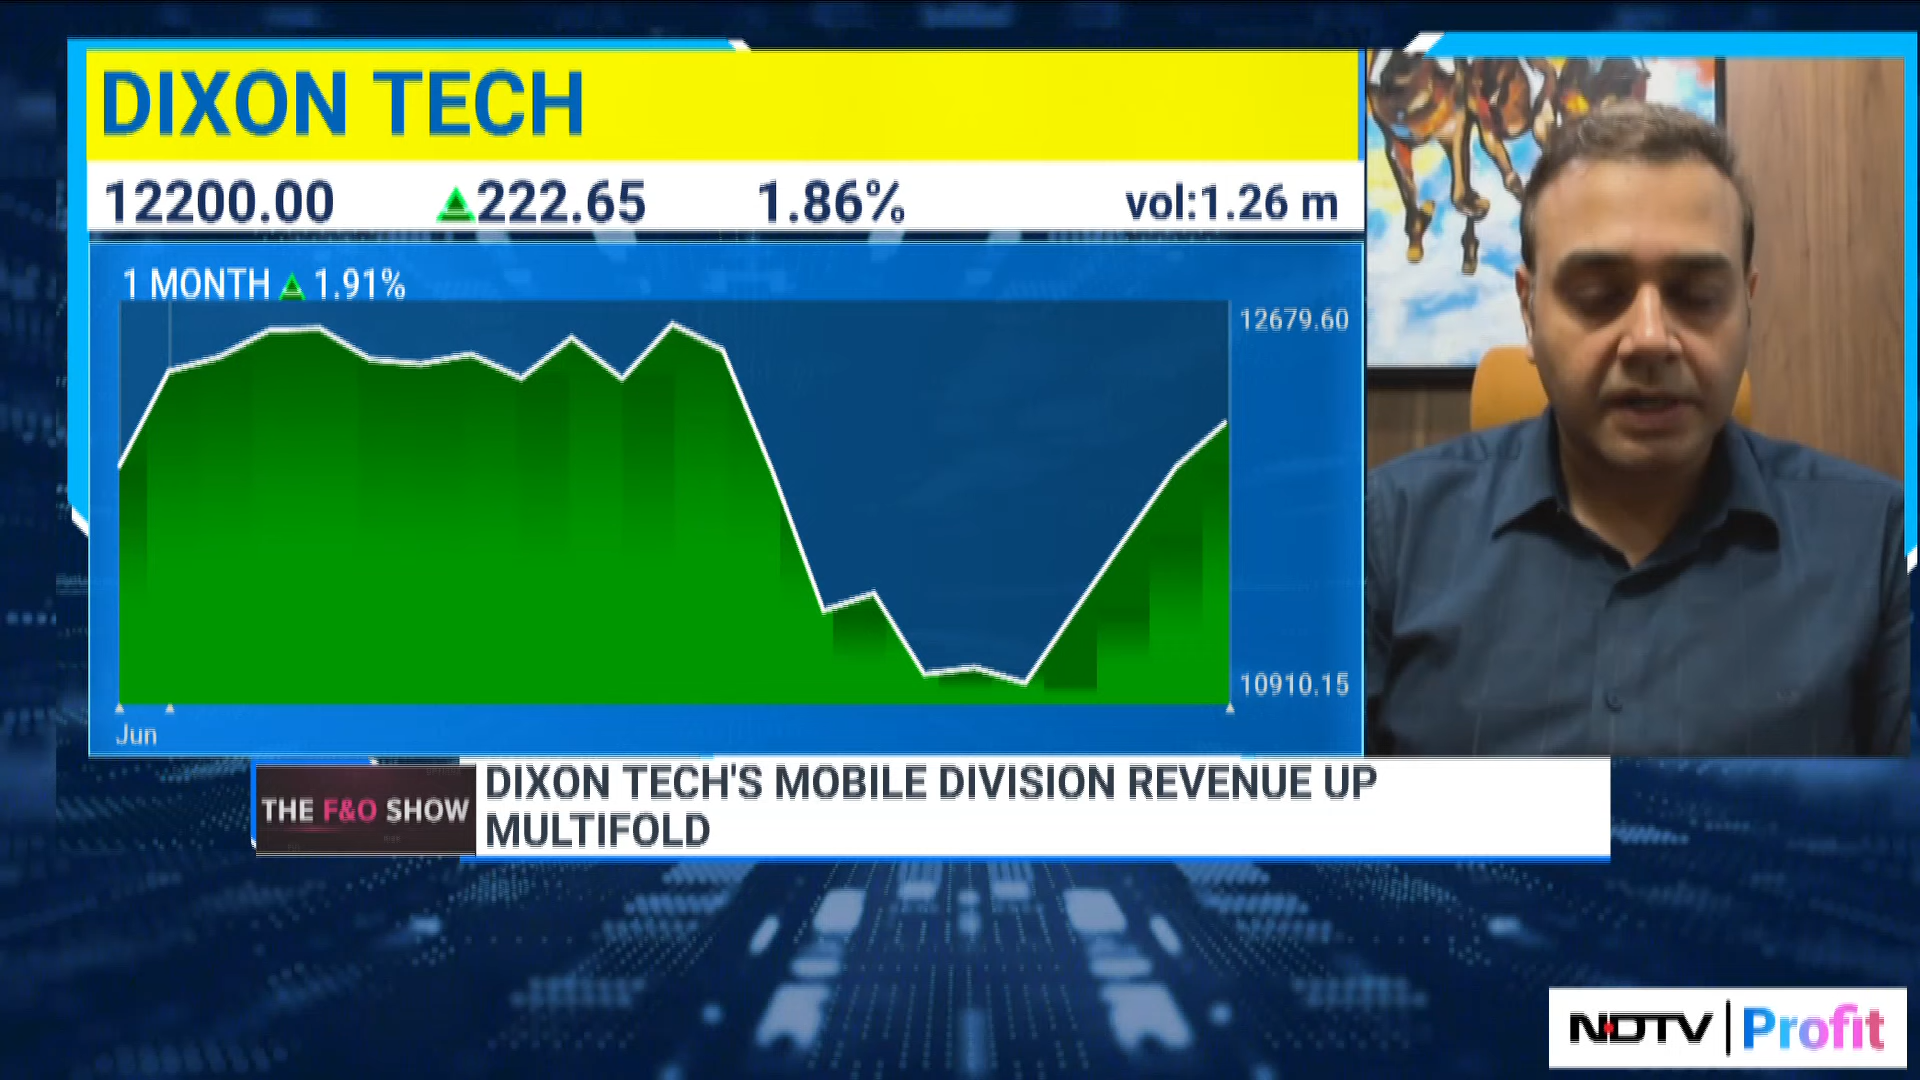 DIXON TECH
12200.00 222.65 1.86% vol:1.26 m
1 MONTH 1.91%
12679.60
10910.15
Jun
THE F&O SHOW
DIXON TECH'S MOBILE DIVISION REVENUE UP
MULTIFOLD
NDTV Profit